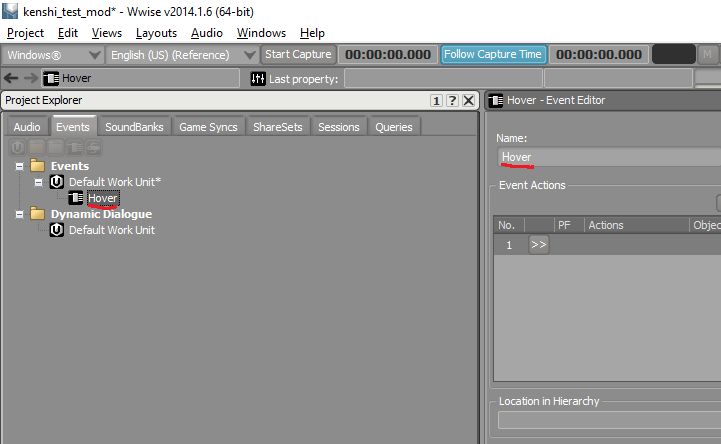 kenshi_test_mod* - Wwise v2014.1.6 (64-bit)
Project Edit Views Layouts Audio Windows Help
Windows® English (US) (Reference) Start Capture 00:00:00.000 Follow Capture Time 00:00:00.000 M
Hover Last property:
Project Explorer 1 ? X
Hover - Event Editor
Audio Events SoundBanks Game Syncs ShareSets Sessions Queries
Events
Default Work Unit*
Hover
Dynamic Dialogue
Default Work Unit
Name:
Hover
Event Actions
No. PF Actions Objec
1 >>
Location in Hierarchy